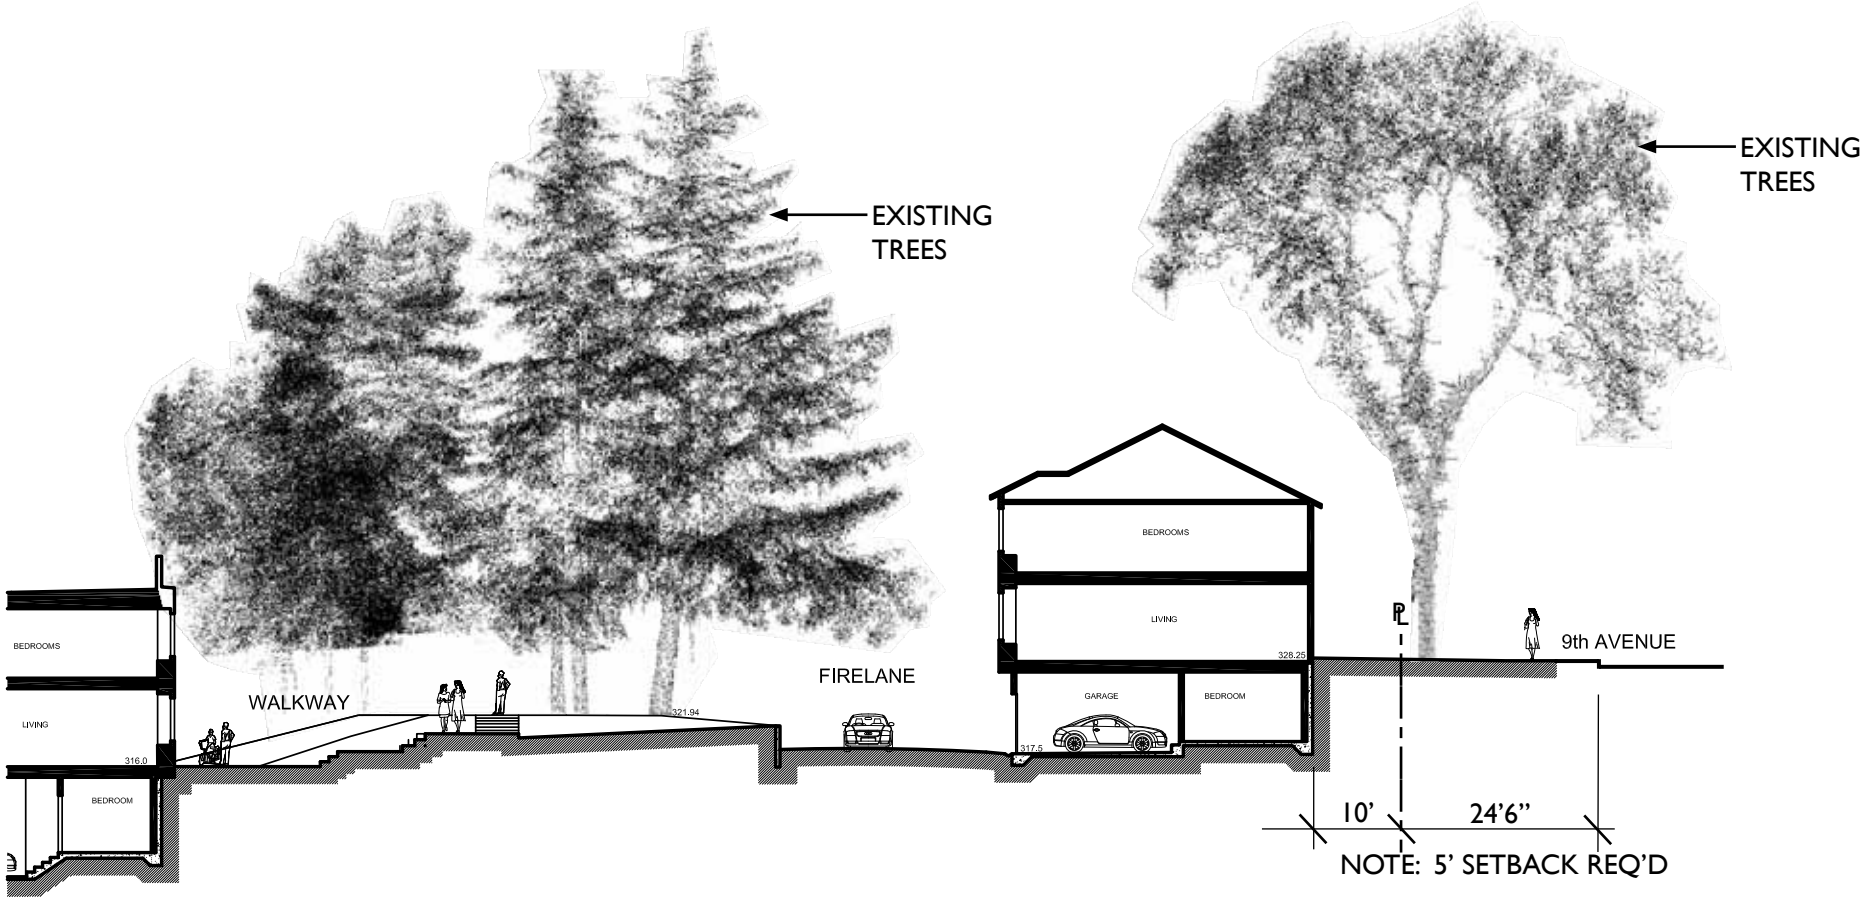 EXISTING
TREES
EXISTING
TREES
BEDROOMS
LIVING
316.0
BEDROOM
WALKWAY
321.94
FIRELANE
BEDROOMS
LIVING
328.25
GARAGE
BEDROOM
317.5
PL
9th AVENUE
10’
24’6”
NOTE: 5’ SETBACK REQ’D